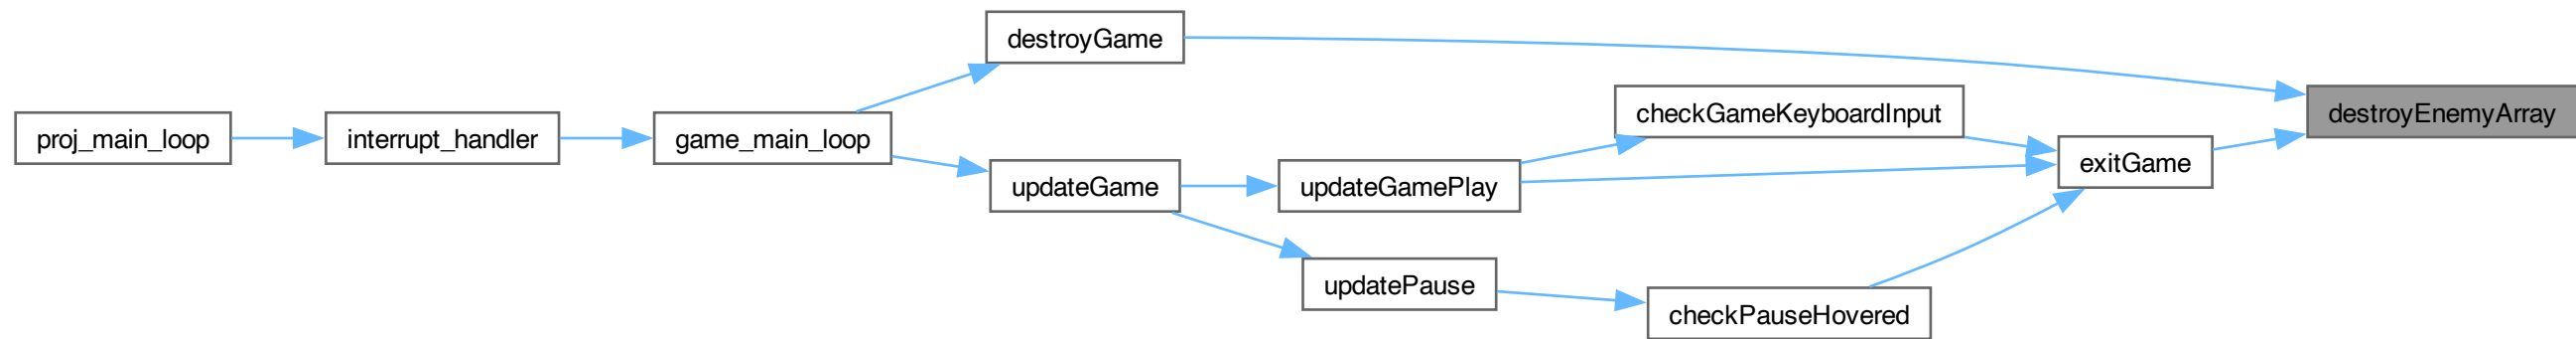 proj_main_loop
interrupt_handler
game_main_loop
destroyGame
updateGame
updateGamePlay
updatePause
checkGameKeyboardInput
checkPauseHovered
exitGame
destroyEnemyArray